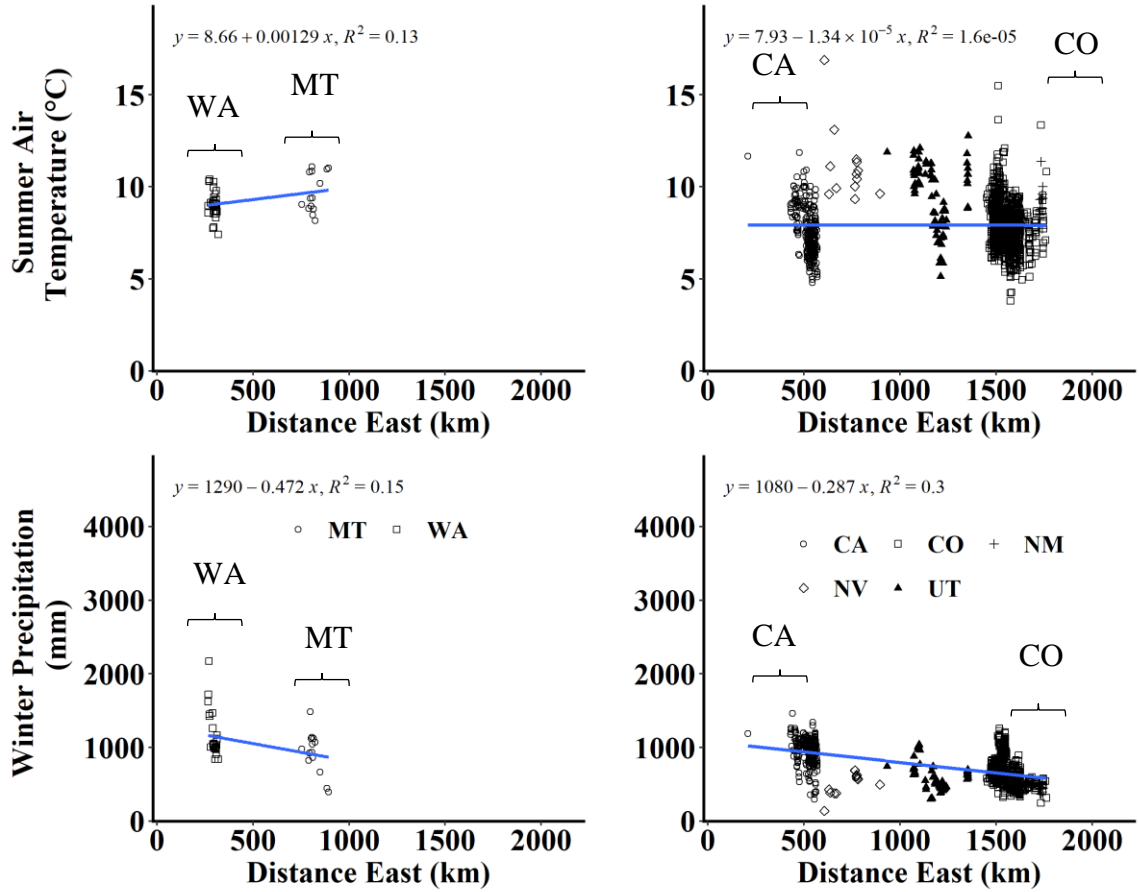 y = 8.66 + 0.00129 x, R² = 0.13
WA
MT
Summer Air
Temperature (°C)
15
10
5
0
0 500 1000 1500 2000
Distance East (km)
y = 7.93 − 1.34 × 10⁻⁵ x, R² = 1.6e-05
CA
CO
15
10
5
0
0 500 1000 1500 2000
Distance East (km)
y = 1290 − 0.472 x, R² = 0.15
MT WA
WA
MT
Winter Precipitation
(mm)
4000
3000
2000
1000
0
0 500 1000 1500 2000
Distance East (km)
y = 1080 − 0.287 x, R² = 0.3
CA CO NM
NV UT
CA
CO
4000
3000
2000
1000
0
0 500 1000 1500 2000
Distance East (km)